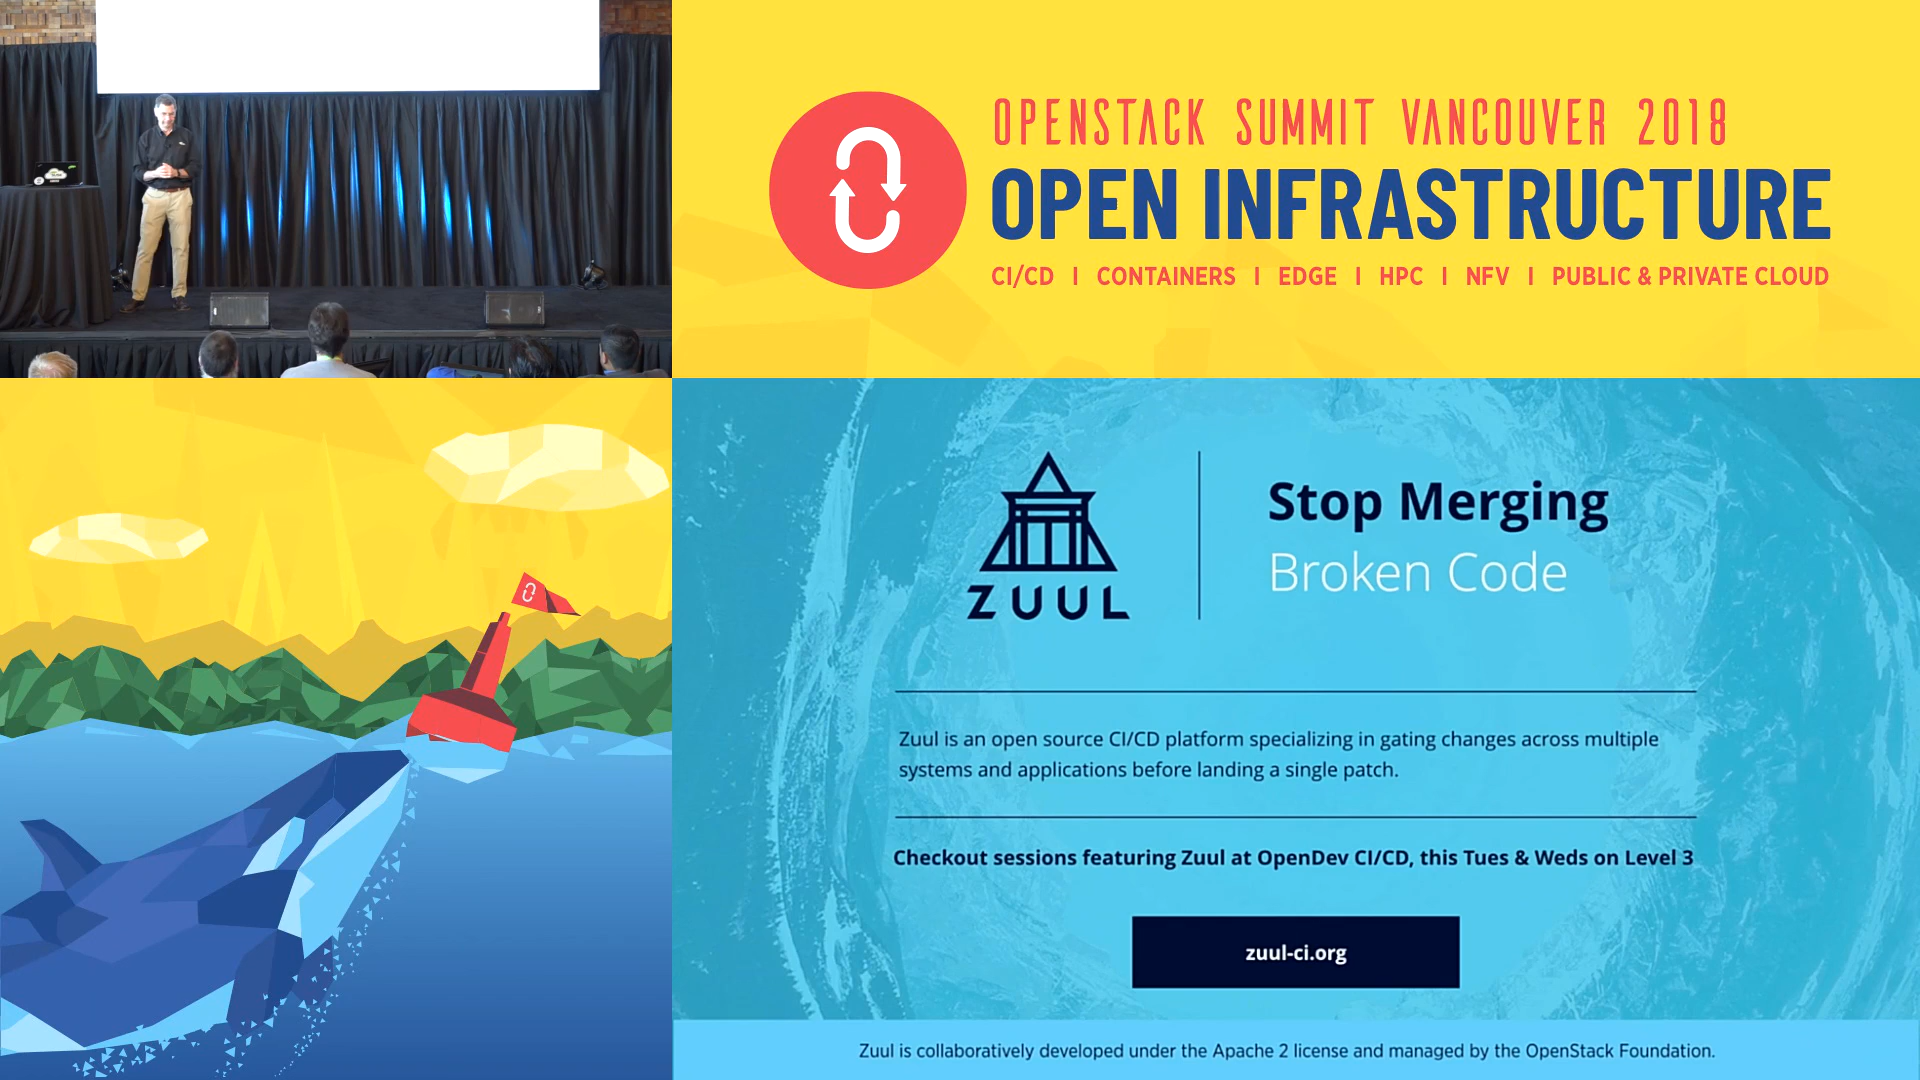 OPENSTACK SUMMIT VANCOUVER 2018
OPEN INFRASTRUCTURE
CI/CD | CONTAINERS | EDGE | HPC | NFV | PUBLIC & PRIVATE CLOUD
ZUUL
Stop Merging
Broken Code
Zuul is an open source CI/CD platform specializing in gating changes across multiple
systems and applications before landing a single patch.
Checkout sessions featuring Zuul at OpenDev CI/CD, this Tues & Weds on Level 3
zuul-ci.org
Zuul is collaboratively developed under the Apache 2 license and managed by the OpenStack Foundation.